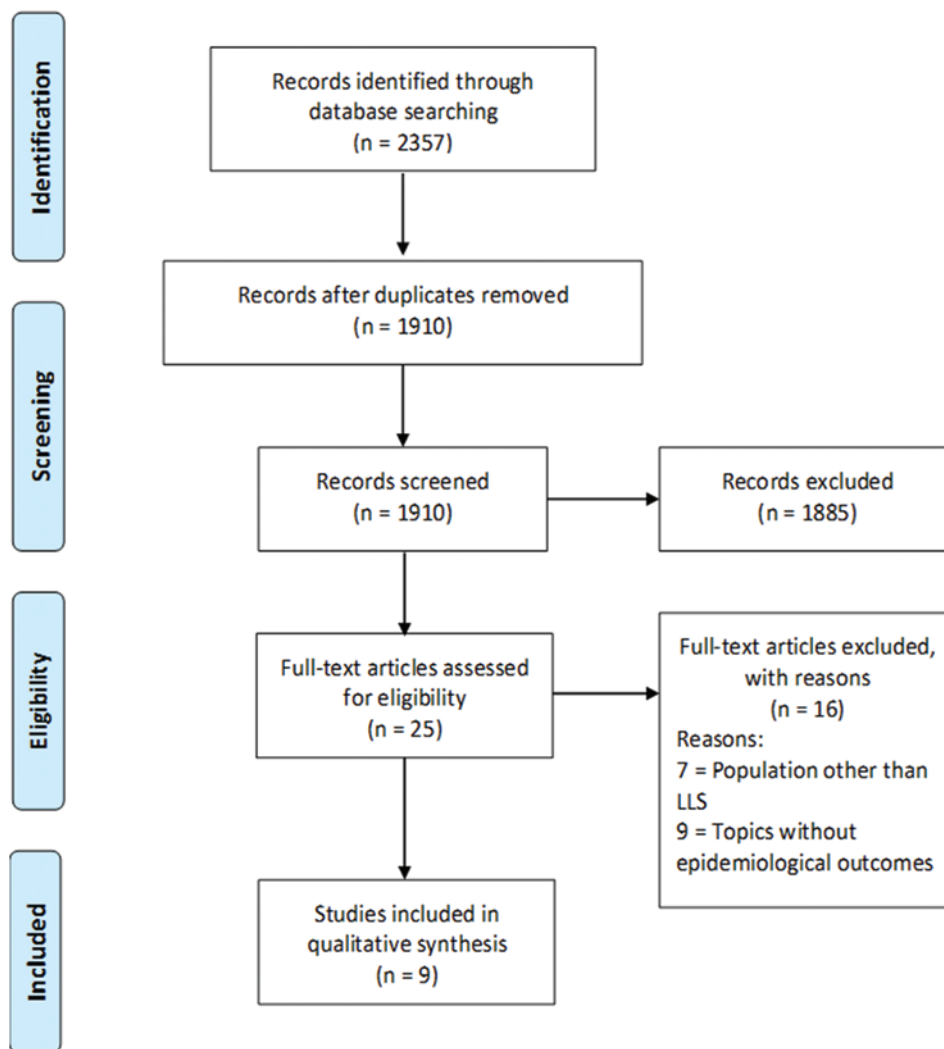 Identification
Records identified through
database searching
(n = 2357)
Records after duplicates removed
(n = 1910)
Screening
Records screened
(n = 1910)
Records excluded
(n = 1885)
Eligibility
Full-text articles assessed
for eligibility
(n = 25)
Full-text articles excluded,
with reasons
(n = 16)
Reasons:
7 = Population other than
LLS
9 = Topics without
epidemiological outcomes
Included
Studies included in
qualitative synthesis
(n = 9)